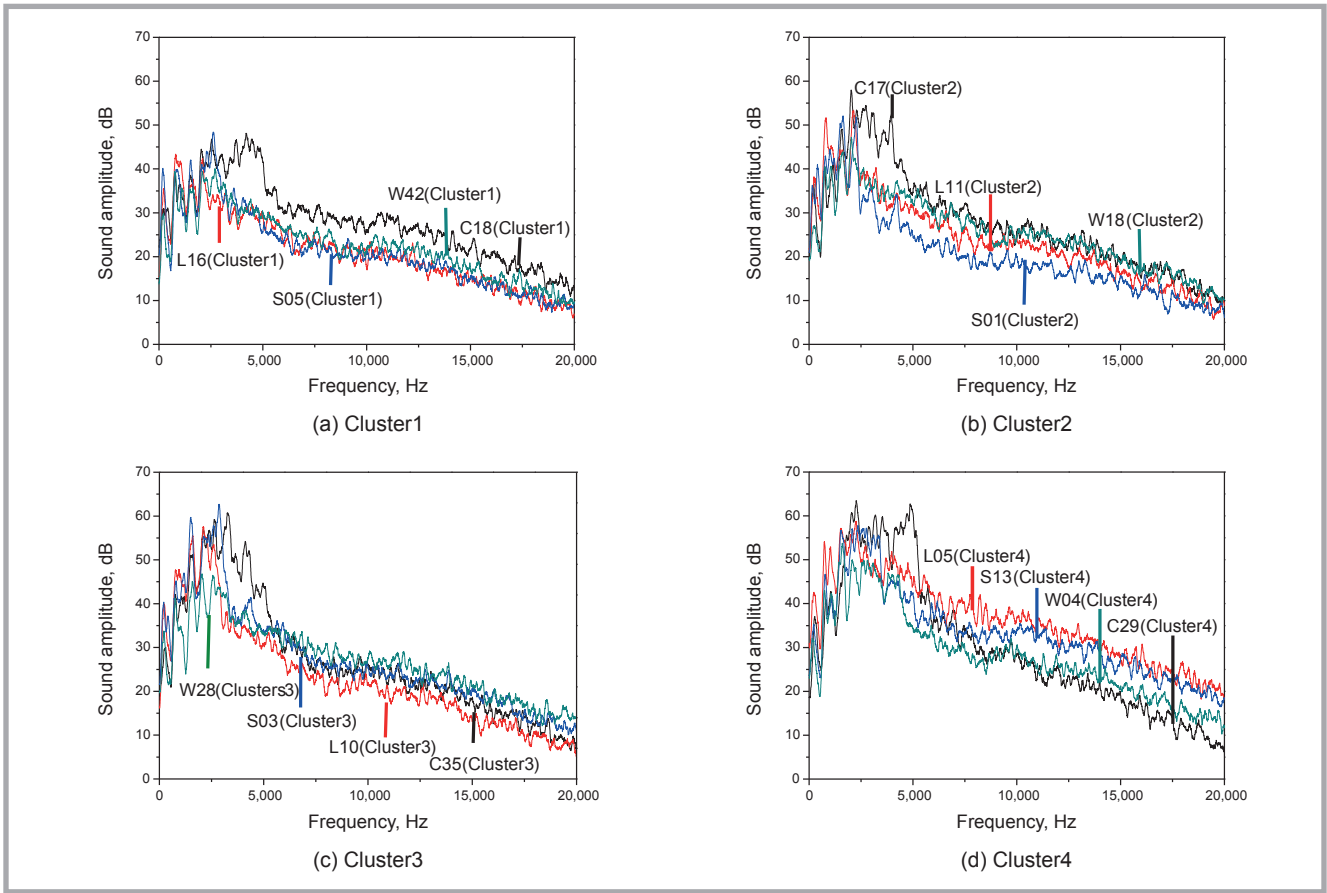 70
60
50
40
30
20
10
0
Sound amplitude, dB
W42(Cluster1)
C18(Cluster1)
L16(Cluster1)
S05(Cluster1)
0 5,000 10,000 15,000 20,000
Frequency, Hz
(a) Cluster1
70
60
50
40
30
20
10
0
Sound amplitude, dB
C17(Cluster2)
L11(Cluster2)
W18(Cluster2)
S01(Cluster2)
0 5,000 10,000 15,000 20,000
Frequency, Hz
(b) Cluster2
70
60
50
40
30
20
10
0
Sound amplitude, dB
W28(Clusters3)
S03(Cluster3)
L10(Cluster3)
C35(Cluster3)
0 5,000 10,000 15,000 20,000
Frequency, Hz
(c) Cluster3
70
60
50
40
30
20
10
0
Sound amplitude, dB
L05(Cluster4)
S13(Cluster4)
W04(Cluster4)
C29(Cluster4)
0 5,000 10,000 15,000 20,000
Frequency, Hz
(d) Cluster4